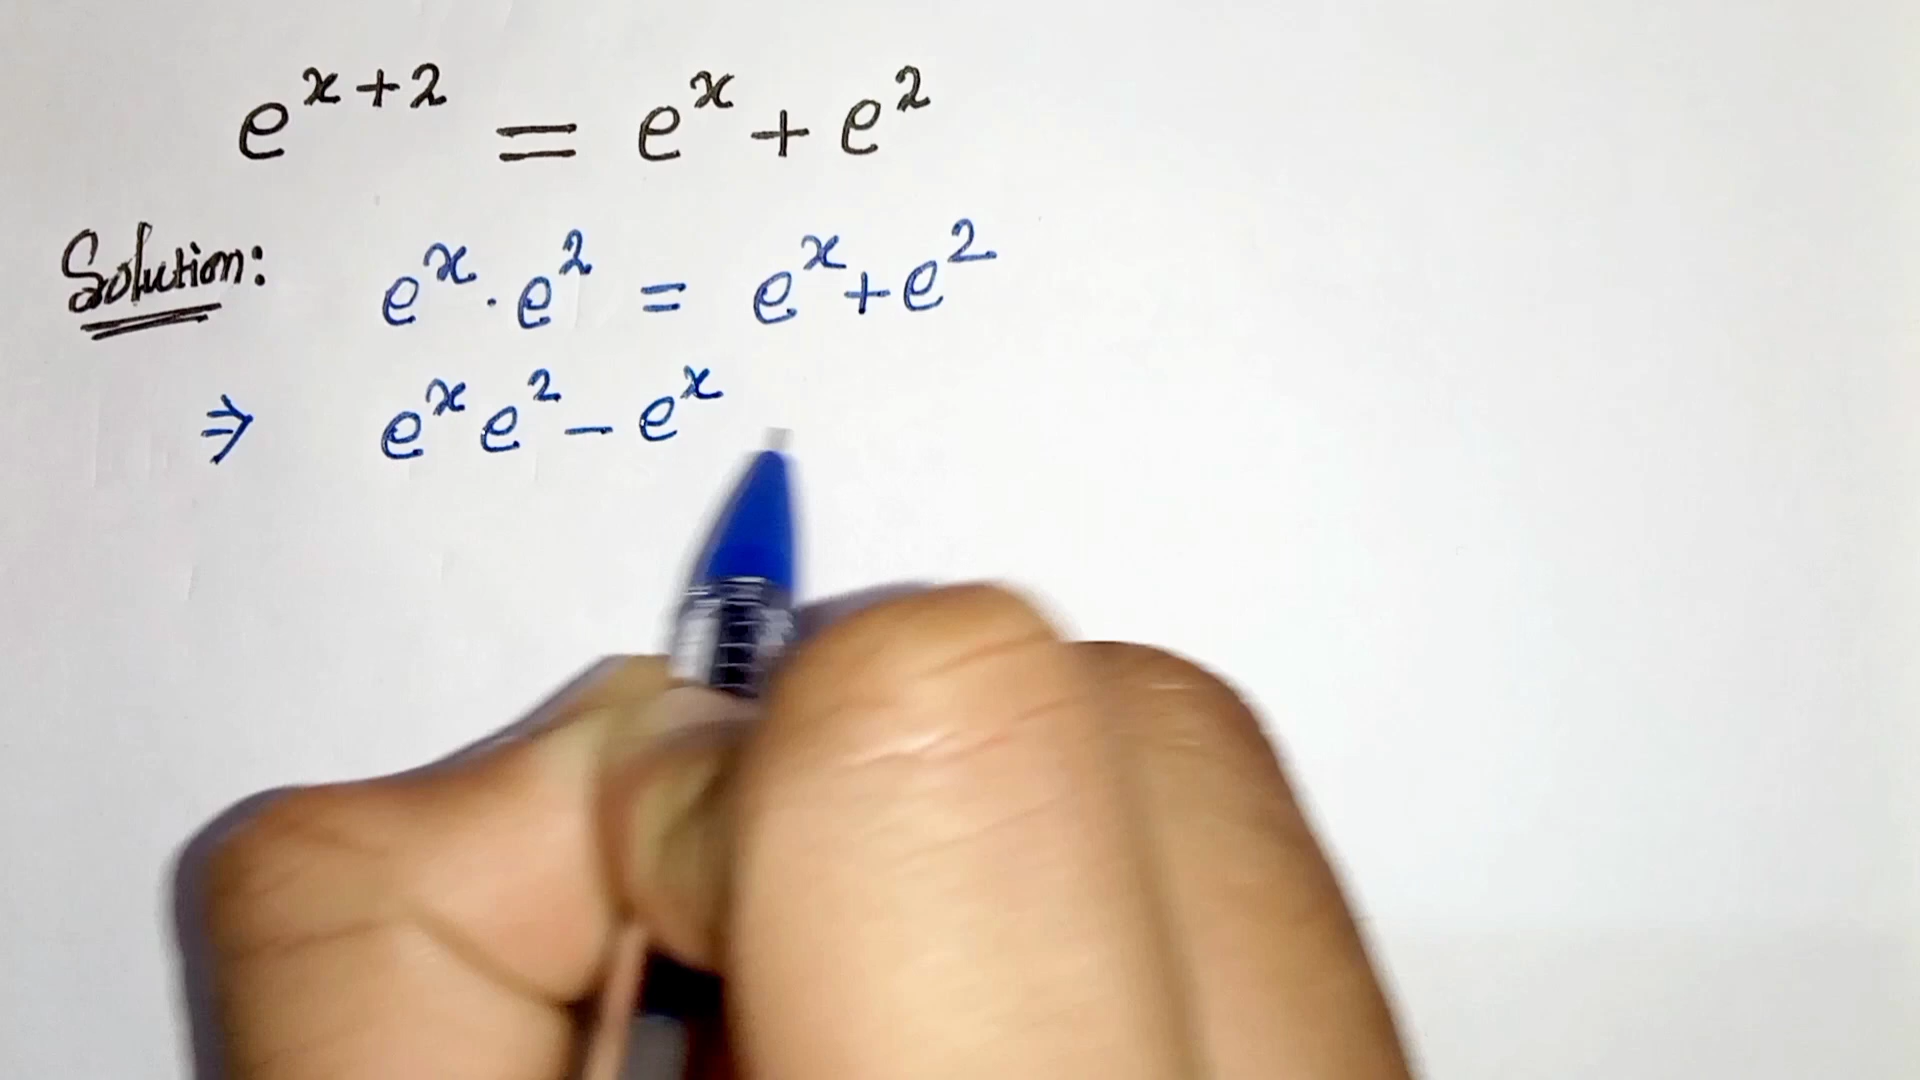 e^{x+2} = e^x + e^2
Solution: e^x · e^2 = e^x + e^2
⇒ e^x e^2 - e^x